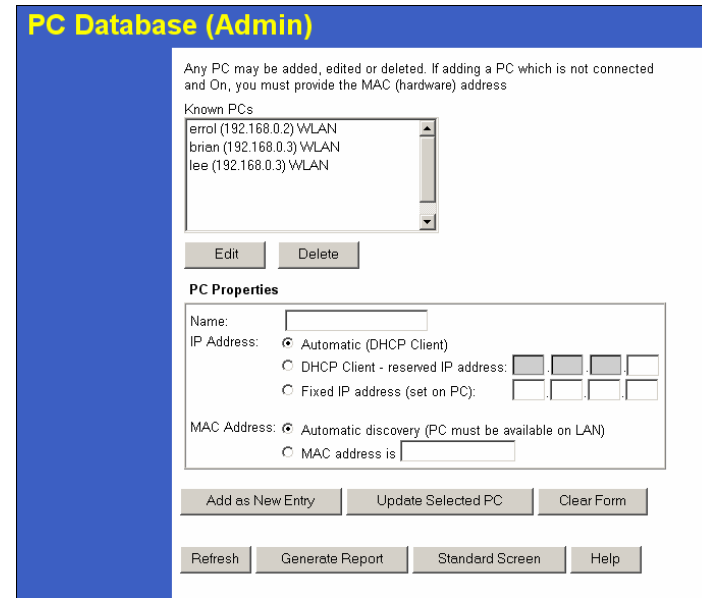 PC Database (Admin)
Any PC may be added, edited or deleted. If adding a PC which is not connected
and On, you must provide the MAC (hardware) address
Known PCs
errol (192.168.0.2) WLAN
brian (192.168.0.3) WLAN
lee (192.168.0.3) WLAN
Edit Delete
PC Properties
Name:
IP Address: Automatic (DHCP Client)
DHCP Client - reserved IP address: . . .
Fixed IP address (set on PC): . . .
MAC Address: Automatic discovery (PC must be available on LAN)
MAC address is
Add as New Entry Update Selected PC Clear Form
Refresh Generate Report Standard Screen Help